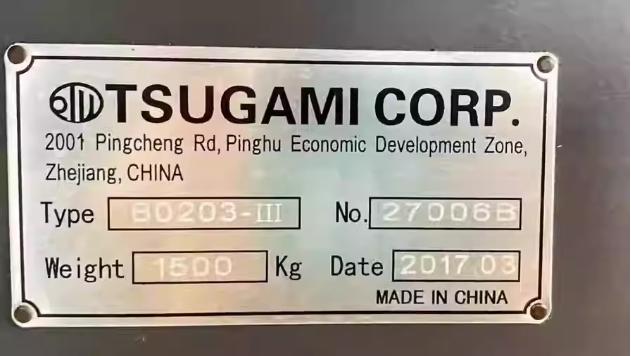 TSUGAMI CORP.
2001 Pingcheng Rd, Pinghu Economic Development Zone,
Zhejiang, CHINA
Type B0203-III No. 27006B
Weight 1500 Kg Date 2017.03
MADE IN CHINA